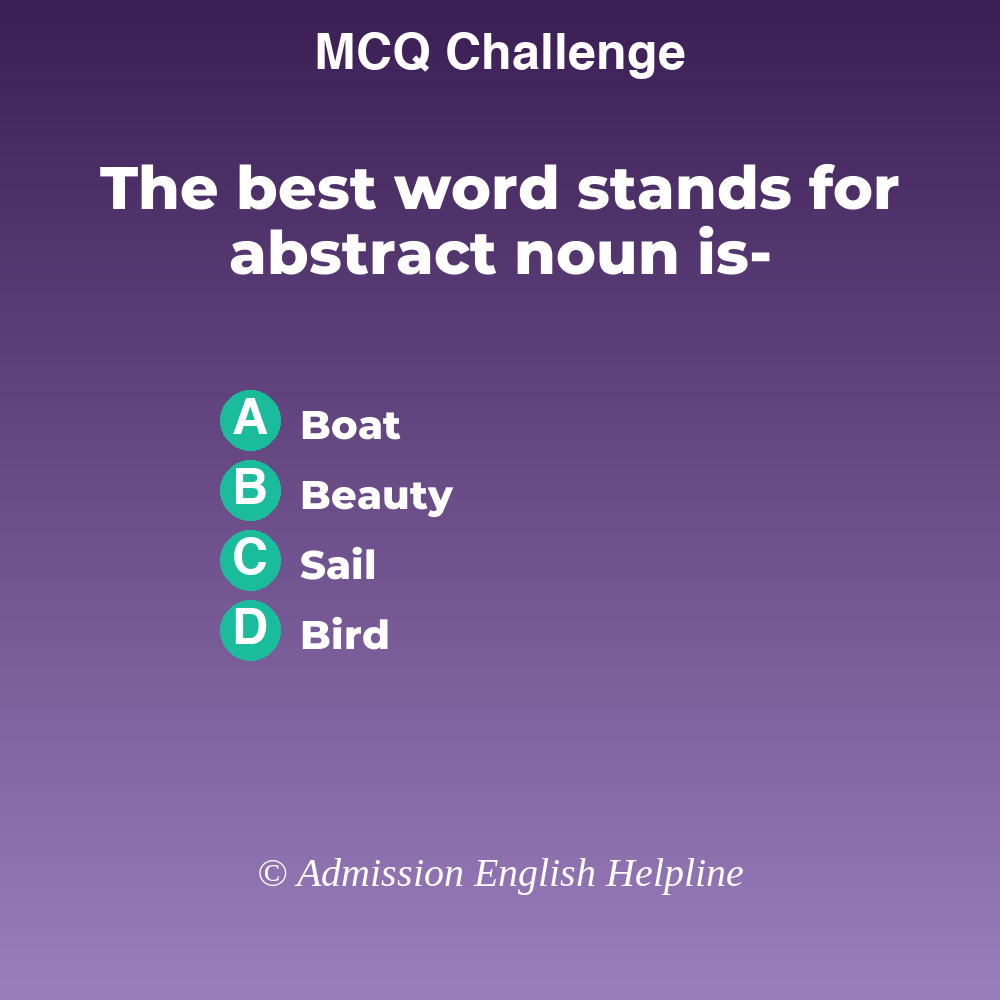 MCQ Challenge
The best word stands for
abstract noun is-
A Boat
B Beauty
C Sail
D Bird
© Admission English Helpline